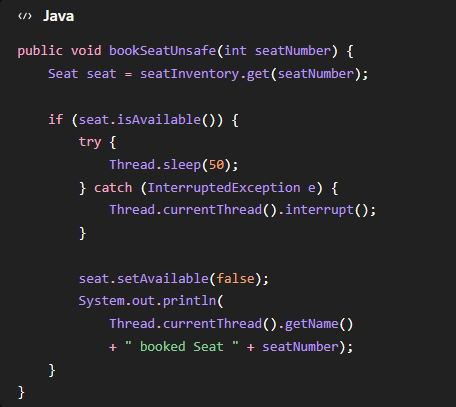 </> Java
public void bookSeatUnsafe(int seatNumber) {
    Seat seat = seatInventory.get(seatNumber);

    if (seat.isAvailable()) {
        try {
            Thread.sleep(50);
        } catch (InterruptedException e) {
            Thread.currentThread().interrupt();
        }

        seat.setAvailable(false);
        System.out.println(
            Thread.currentThread().getName()
            + " booked Seat " + seatNumber);
    }
}